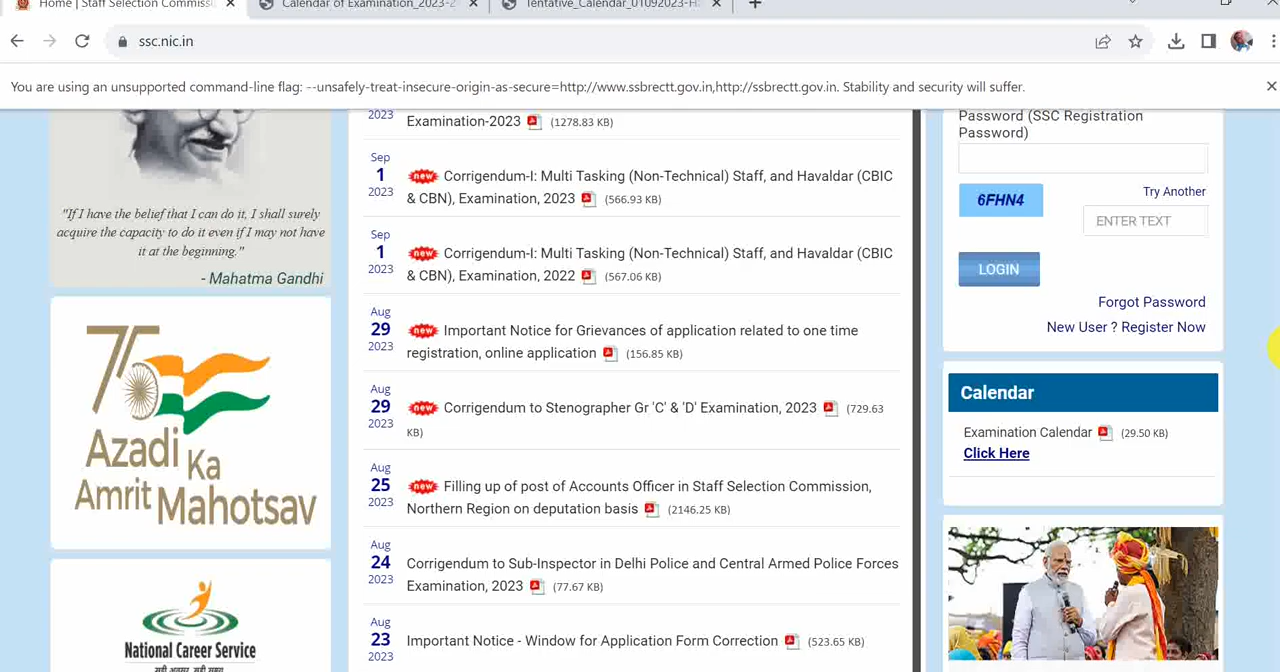 Home | Staff Selection Commissi
Calendar of Examination_2023-2
Tentative_Calendar_01092023-H
ssc.nic.in
You are using an unsupported command-line flag: --unsafely-treat-insecure-origin-as-secure=http://www.ssbrectt.gov.in,http://ssbrectt.gov.in. Stability and security will suffer.
"If I have the belief that I can do it, I shall surely
acquire the capacity to do it even if I may not have
it at the beginning."
- Mahatma Gandhi
75
Azadi Ka
Amrit Mahotsav
National Career Service
2023
Examination-2023 (1278.83 KB)
Sep
1
2023
new Corrigendum-I: Multi Tasking (Non-Technical) Staff, and Havaldar (CBIC
& CBN), Examination, 2023 (566.93 KB)
Sep
1
2023
new Corrigendum-I: Multi Tasking (Non-Technical) Staff, and Havaldar (CBIC
& CBN), Examination, 2022 (567.06 KB)
Aug
29
2023
new Important Notice for Grievances of application related to one time
registration, online application (156.85 KB)
Aug
29
2023
new Corrigendum to Stenographer Gr 'C' & 'D' Examination, 2023 (729.63
KB)
Aug
25
2023
new Filling up of post of Accounts Officer in Staff Selection Commission,
Northern Region on deputation basis (2146.25 KB)
Aug
24
2023
Corrigendum to Sub-Inspector in Delhi Police and Central Armed Police Forces
Examination, 2023 (77.67 KB)
Aug
23
2023
Important Notice - Window for Application Form Correction (523.65 KB)
Password (SSC Registration
Password)
6FHN4
Try Another
ENTER TEXT
LOGIN
Forgot Password
New User ? Register Now
Calendar
Examination Calendar (29.50 KB)
Click Here